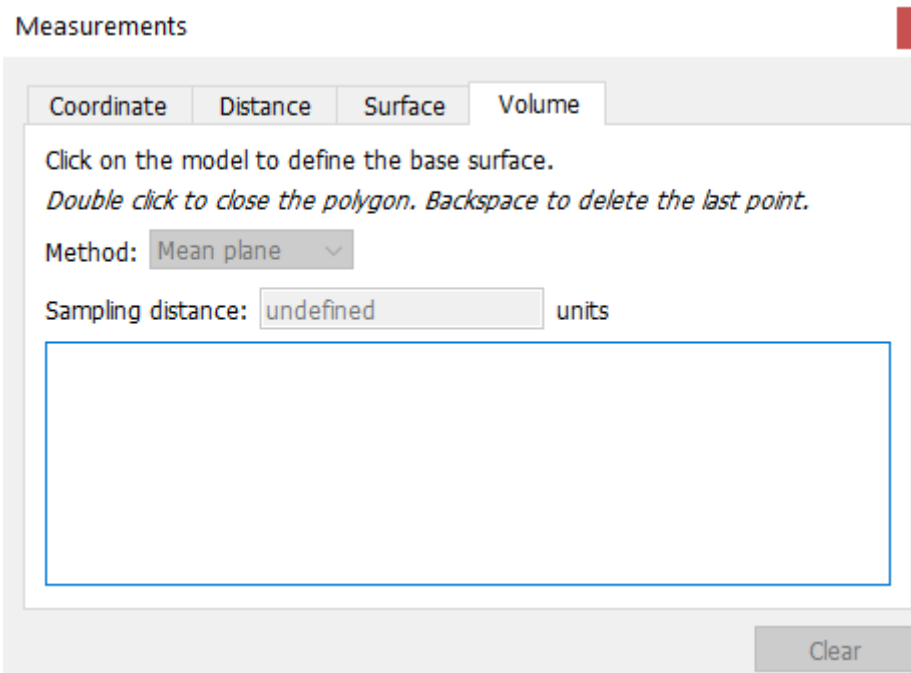 Measurements
Coordinate Distance Surface Volume
Click on the model to define the base surface.
Double click to close the polygon. Backspace to delete the last point.
Method: Mean plane
Sampling distance: undefined units
Clear